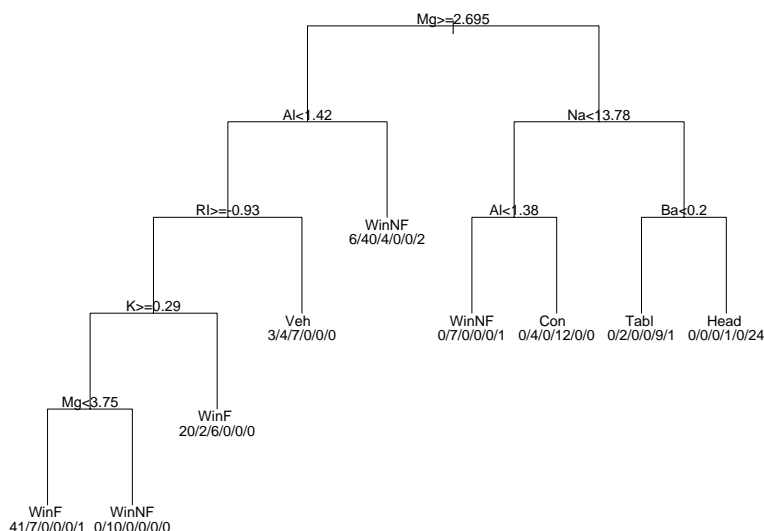 Mg>=2.695
Al<1.42
Na<13.78
RI>=-0.93
WinNF
6/40/4/0/0/2
Al<1.38
Ba<0.2
K>=0.29
Veh
3/4/7/0/0/0
WinNF
0/7/0/0/0/1
Con
0/4/0/12/0/0
Tabl
0/2/0/0/9/1
Head
0/0/0/1/0/24
Mg<3.75
WinF
20/2/6/0/0/0
WinF
41/7/0/0/0/1
WinNF
0/10/0/0/0/0